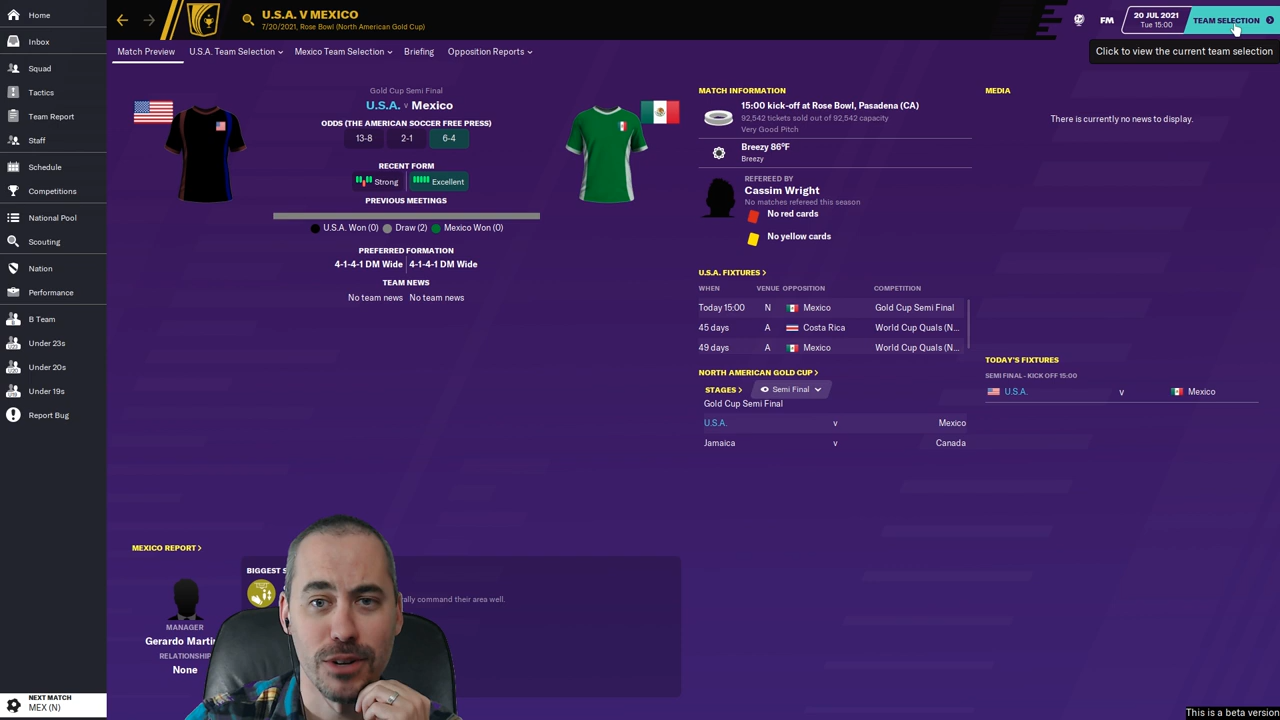 Home
Inbox
Squad
Tactics
Team Report
Staff
Schedule
Competitions
National Pool
Scouting
Nation
Performance
B Team
Under 23s
Under 20s
Under 19s
Report Bug
NEXT MATCH
MEX (N)
U.S.A. V MEXICO
7/20/2021, Rose Bowl (North American Gold Cup)
FM
20 JUL 2021
Tue 15:00
TEAM SELECTION
Click to view the current team selection
Match Preview
U.S.A. Team Selection
Mexico Team Selection
Briefing
Opposition Reports
Gold Cup Semi Final
U.S.A. v Mexico
ODDS (THE AMERICAN SOCCER FREE PRESS)
13-8 2-1 6-4
RECENT FORM
Strong Excellent
PREVIOUS MEETINGS
U.S.A. Won (0) Draw (2) Mexico Won (0)
PREFERRED FORMATION
4-1-4-1 DM Wide 4-1-4-1 DM Wide
TEAM NEWS
No team news No team news
MEXICO REPORT >
MANAGER
Gerardo
RELATIONSHIP
None
BIGGEST
command their area well.
MATCH INFORMATION
15:00 kick-off at Rose Bowl, Pasadena (CA)
92,542 tickets sold out of 92,542 capacity
Very Good Pitch
Breezy 86°F
Breezy
REFEREED BY
Cassim Wright
No matches refereed this season
No red cards
No yellow cards
U.S.A. FIXTURES >
WHEN VENUE OPPOSITION COMPETITION
Today 15:00 N Mexico Gold Cup Semi Final
45 days A Costa Rica World Cup Quals (N...
49 days A Mexico World Cup Quals (N...
NORTH AMERICAN GOLD CUP >
STAGES > Semi Final
Gold Cup Semi Final
U.S.A. v Mexico
Jamaica v Canada
MEDIA
There is currently no news to display.
TODAY'S FIXTURES
SEMI FINAL - KICK OFF 15:00
U.S.A. v Mexico
This is a beta version